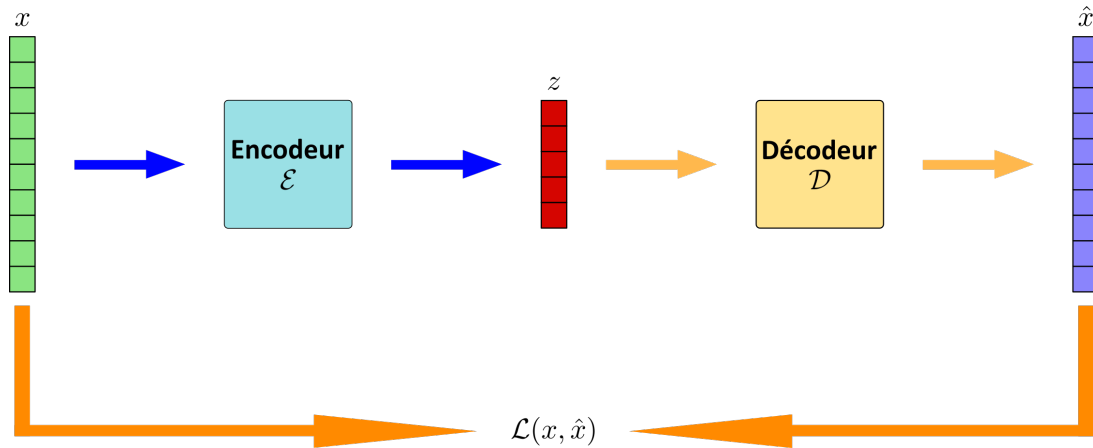 x
x̂
z
Encodeur
ℰ
Décodeur
𝒟
ℒ(x, x̂)